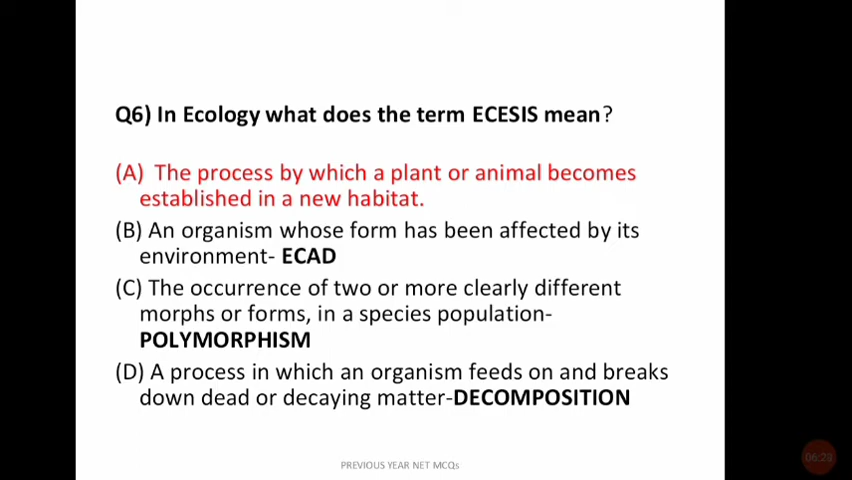 Q6) In Ecology what does the term ECESIS mean?
(A) The process by which a plant or animal becomes
established in a new habitat.
(B) An organism whose form has been affected by its
environment- ECAD
(C) The occurrence of two or more clearly different
morphs or forms, in a species population-
POLYMORPHISM
(D) A process in which an organism feeds on and breaks
down dead or decaying matter-DECOMPOSITION
PREVIOUS YEAR NET MCQs
06:29